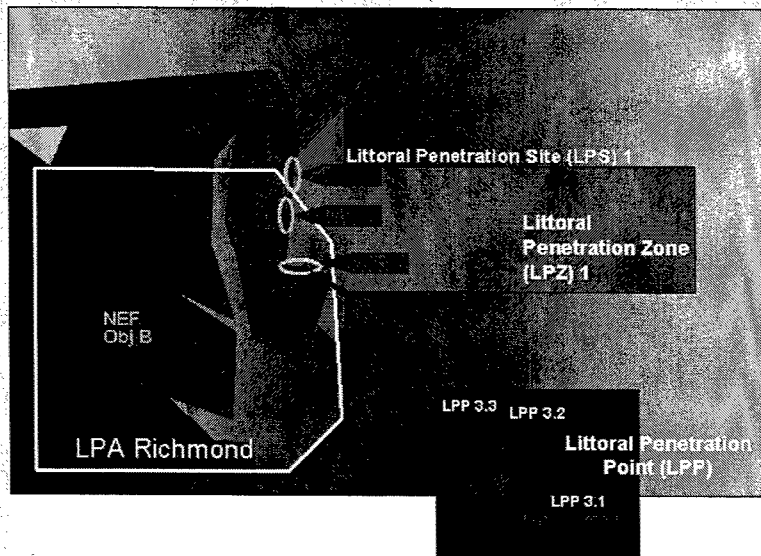 Littoral Penetration Site (LPS) 1
Littoral
Penetration Zone
(LPZ) 1
NEF
Obj B
LPP 3.3
LPP 3.2
LPA Richmond
Littoral Penetration
Point (LPP)
LPP 3.1